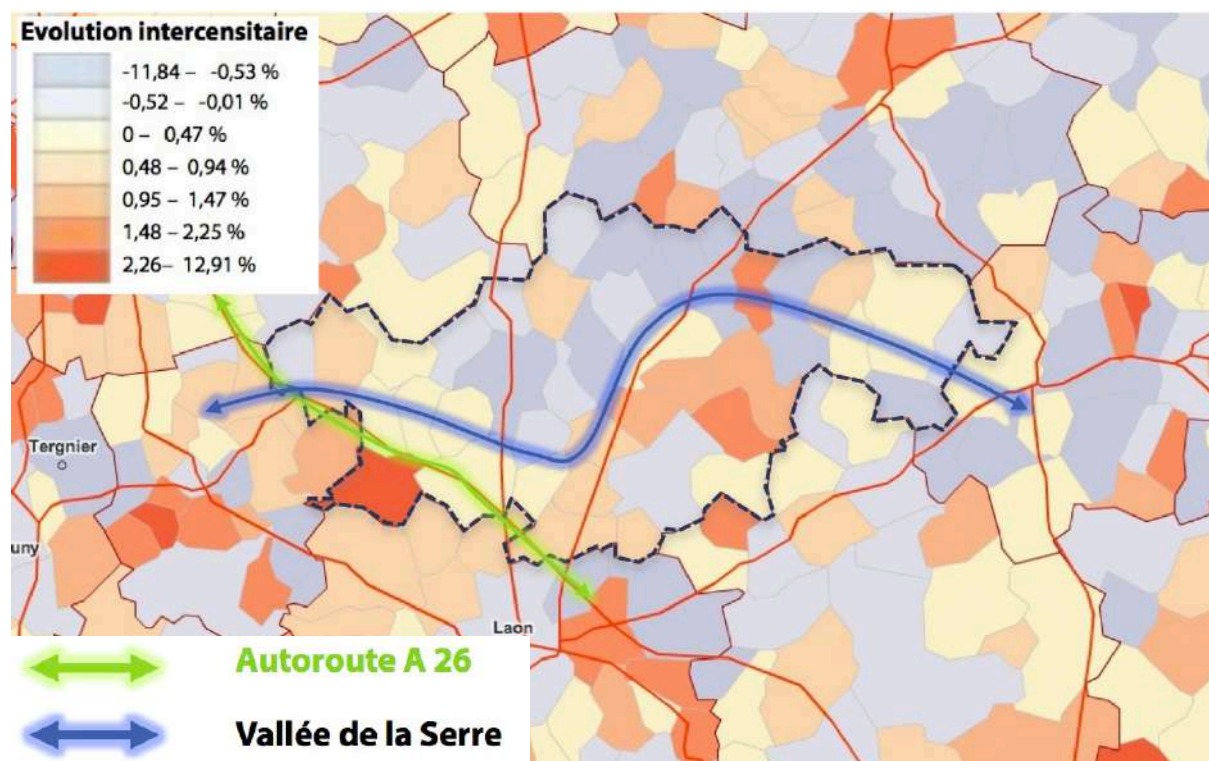 Evolution intercensitaire
-11,84 – -0,53 %
-0,52 – -0,01 %
0 – 0,47 %
0,48 – 0,94 %
0,95 – 1,47 %
1,48 – 2,25 %
2,26– 12,91 %
Tergnier
uny
Laon
Autoroute A 26
Vallée de la Serre